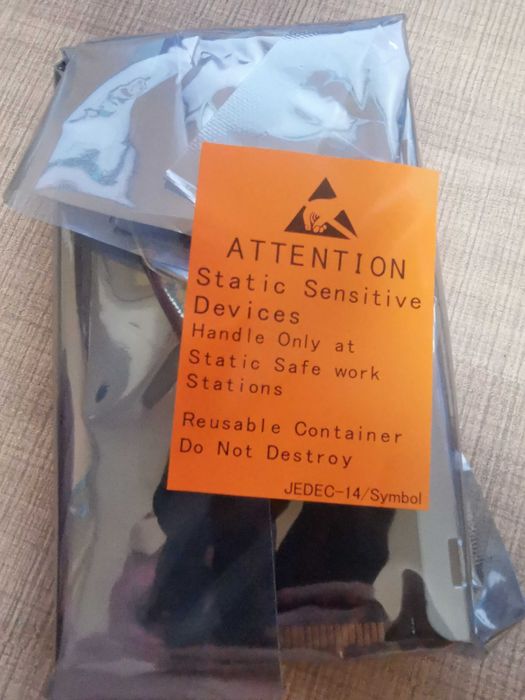 ATTENTION
Static Sensitive
Devices
Handle Only at
Static Safe work
Stations
Reusable Container
Do Not Destroy
JEDEC-14/Symbol